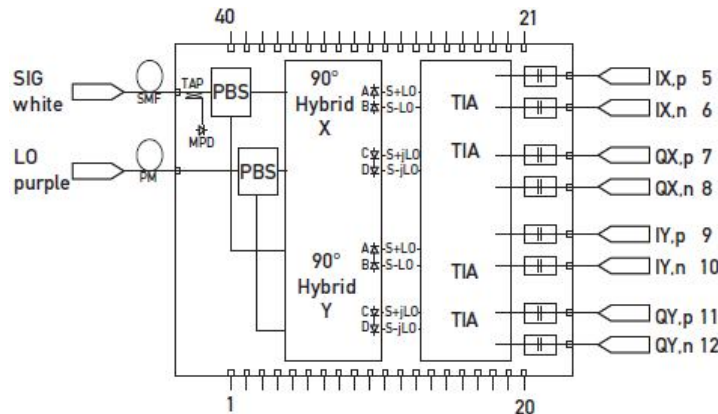 40 21
SIG
white
SMF
TAP
MPD
PBS
LO
purple
PM
PBS
90°
Hybrid
X
A S+LO
B S-LO
C S+jLO
D S-jLO
90°
Hybrid
Y
A S+LO
B S-LO
C S+jLO
D S-jLO
TIA
TIA
TIA
TIA
IX,p 5
IX,n 6
QX,p 7
QX,n 8
IY,p 9
IY,n 10
QY,p 11
QY,n 12
1 20